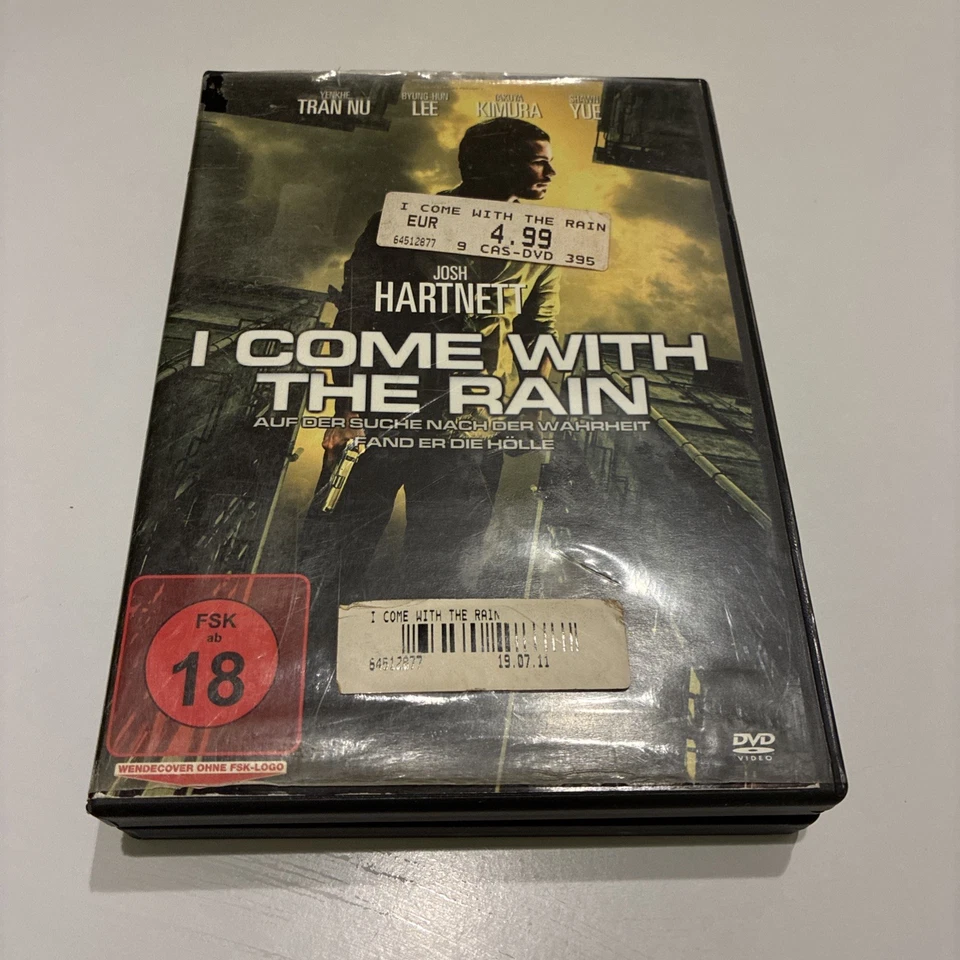 YENKHE
TRAN NU
BYUNG-HUN
LEE
TAKUYA
KIMURA
SHAWN
YUE
I COME WITH THE RAIN
EUR 4.99
64512877 9 CAS-DVD 395
JOSH
HARTNETT
I COME WITH
THE RAIN
AUF DER SUCHE NACH DER WAHRHEIT
FAND ER DIE HÖLLE
FSK
ab
18
WENDECOVER OHNE FSK-LOGO
I COME WITH THE RAIN
64512877 19.07.11
DVD
VIDEO